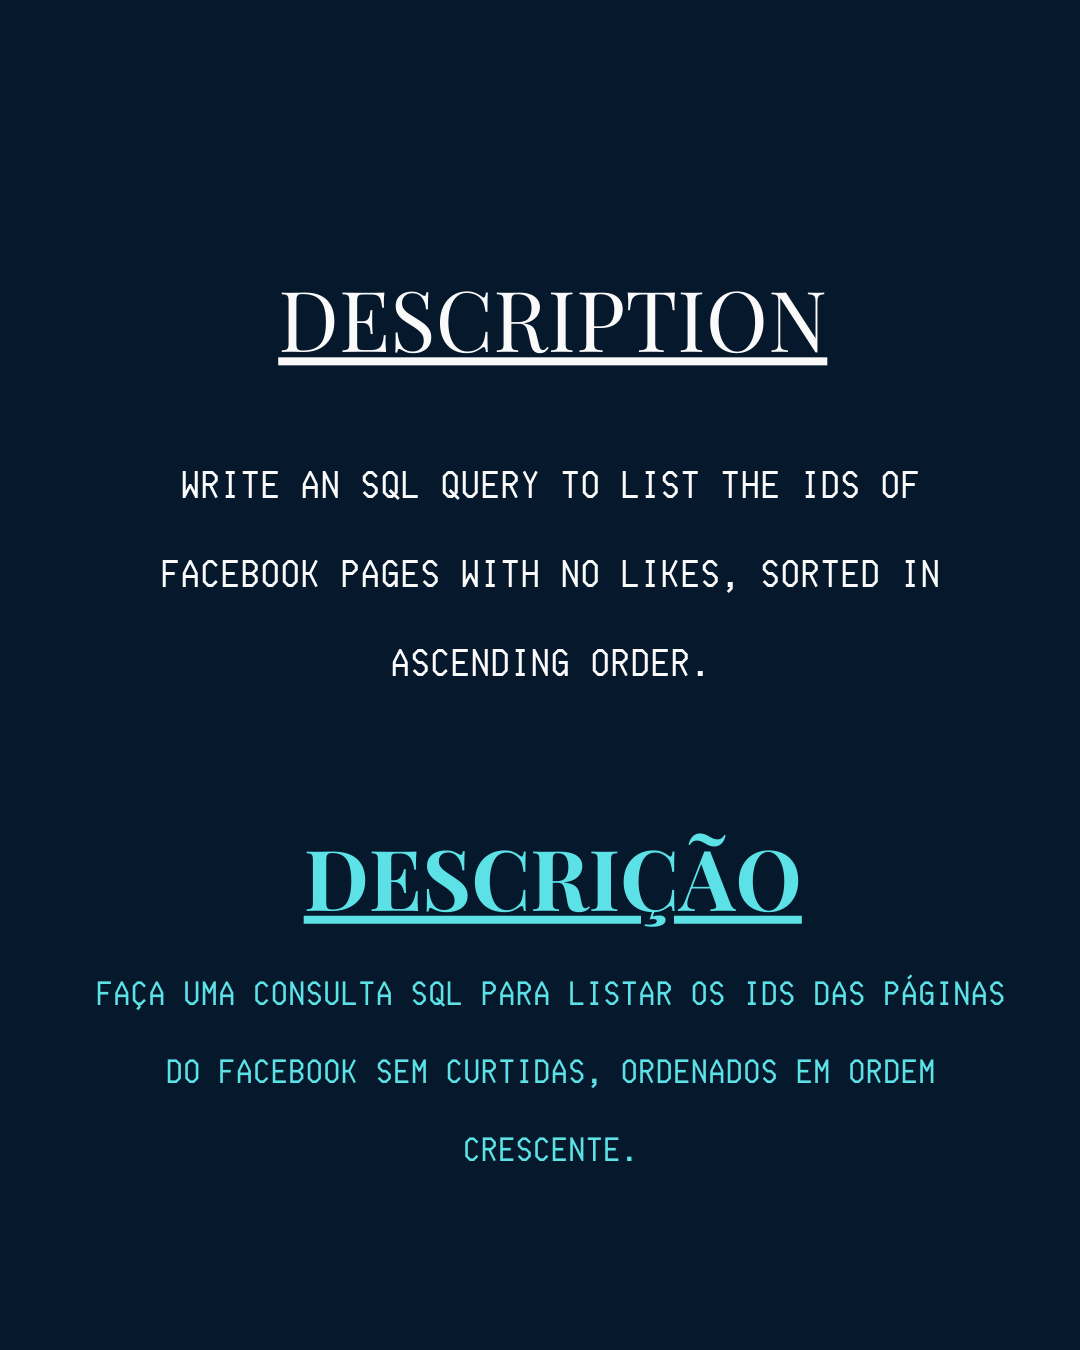 DESCRIPTION
WRITE AN SQL QUERY TO LIST THE IDS OF
FACEBOOK PAGES WITH NO LIKES, SORTED IN
ASCENDING ORDER.
DESCRIÇÃO
FAÇA UMA CONSULTA SQL PARA LISTAR OS IDS DAS PÁGINAS
DO FACEBOOK SEM CURTIDAS, ORDENADOS EM ORDEM
CRESCENTE.